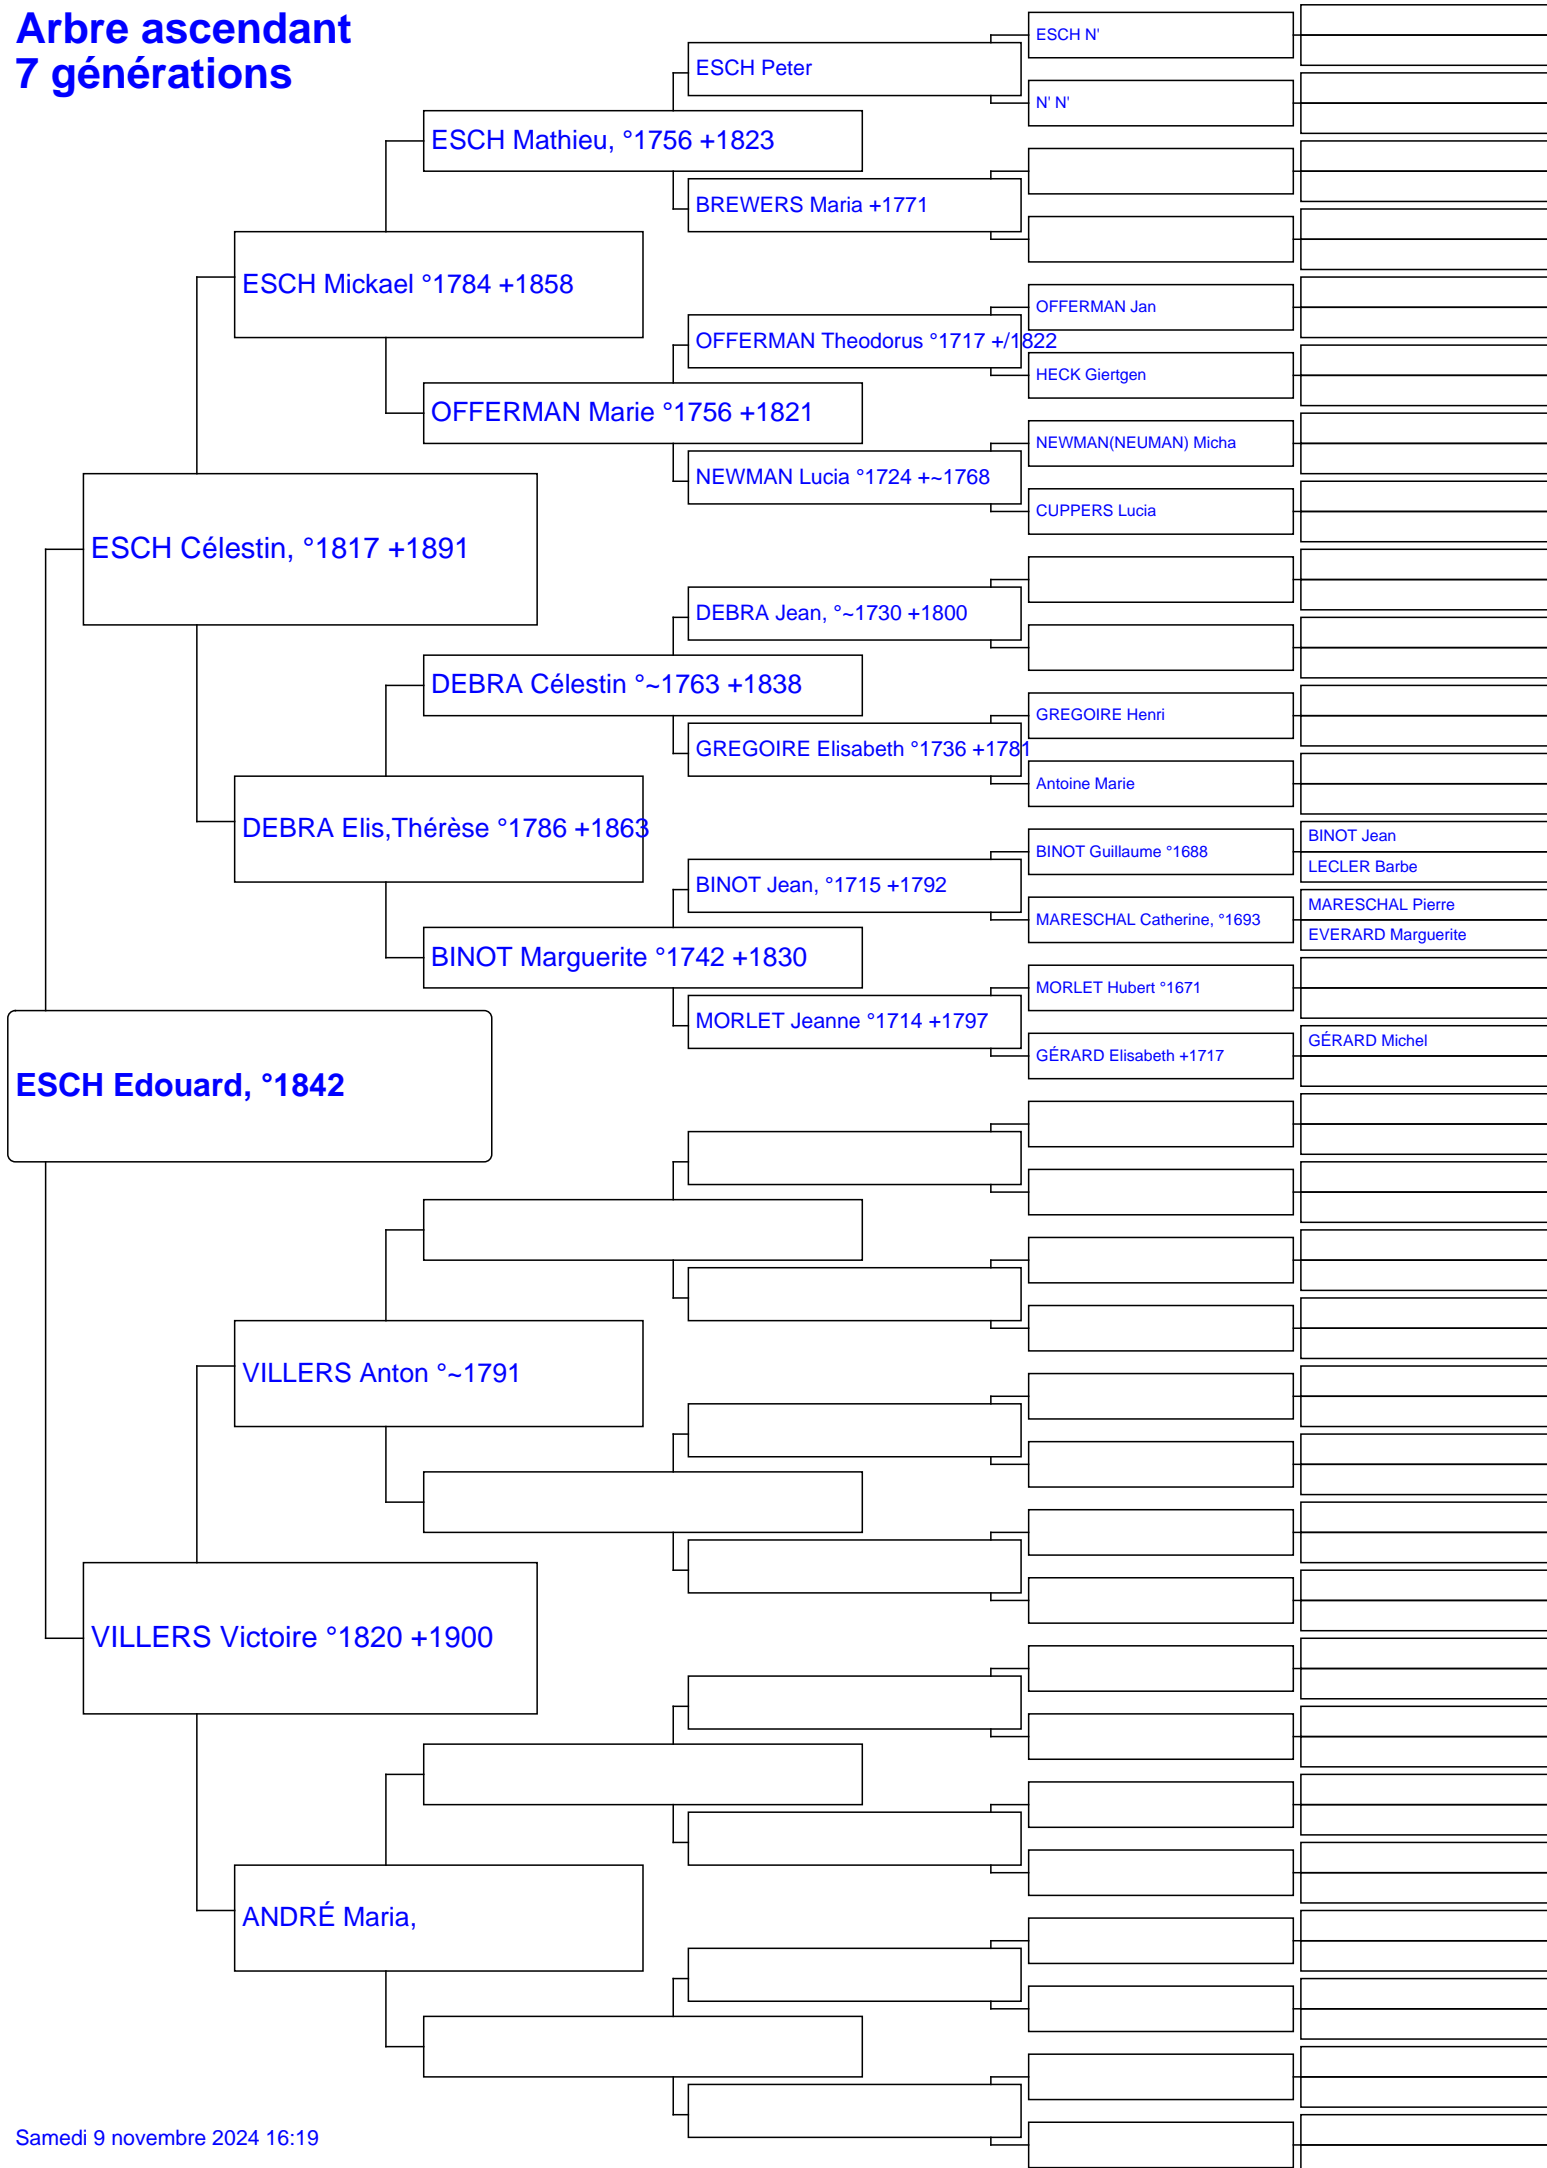 Arbre ascendant
7 générations
ESCH N'
ESCH Peter
N' N'
ESCH Mathieu, °1756 +1823
BREWERS Maria +1771
ESCH Mickael °1784 +1858
OFFERMAN Jan
OFFERMAN Theodorus °1717 +/1822
HECK Giertgen
OFFERMAN Marie °1756 +1821
NEWMAN(NEUMAN) Micha
NEWMAN Lucia °1724 +~1768
CUPPERS Lucia
ESCH Célestin, °1817 +1891
DEBRA Jean, °~1730 +1800
DEBRA Célestin °~1763 +1838
GREGOIRE Henri
GREGOIRE Elisabeth °1736 +1781
Antoine Marie
DEBRA Elis,Thérèse °1786 +1863
BINOT Jean
BINOT Guillaume °1688
LECLER Barbe
BINOT Jean, °1715 +1792
MARESCHAL Pierre
MARESCHAL Catherine, °1693
EVERARD Marguerite
BINOT Marguerite °1742 +1830
MORLET Hubert °1671
MORLET Jeanne °1714 +1797
GÉRARD Michel
GÉRARD Elisabeth +1717
ESCH Edouard, °1842
VILLERS Anton °~1791
VILLERS Victoire °1820 +1900
ANDRÉ Maria,
Samedi 9 novembre 2024 16:19